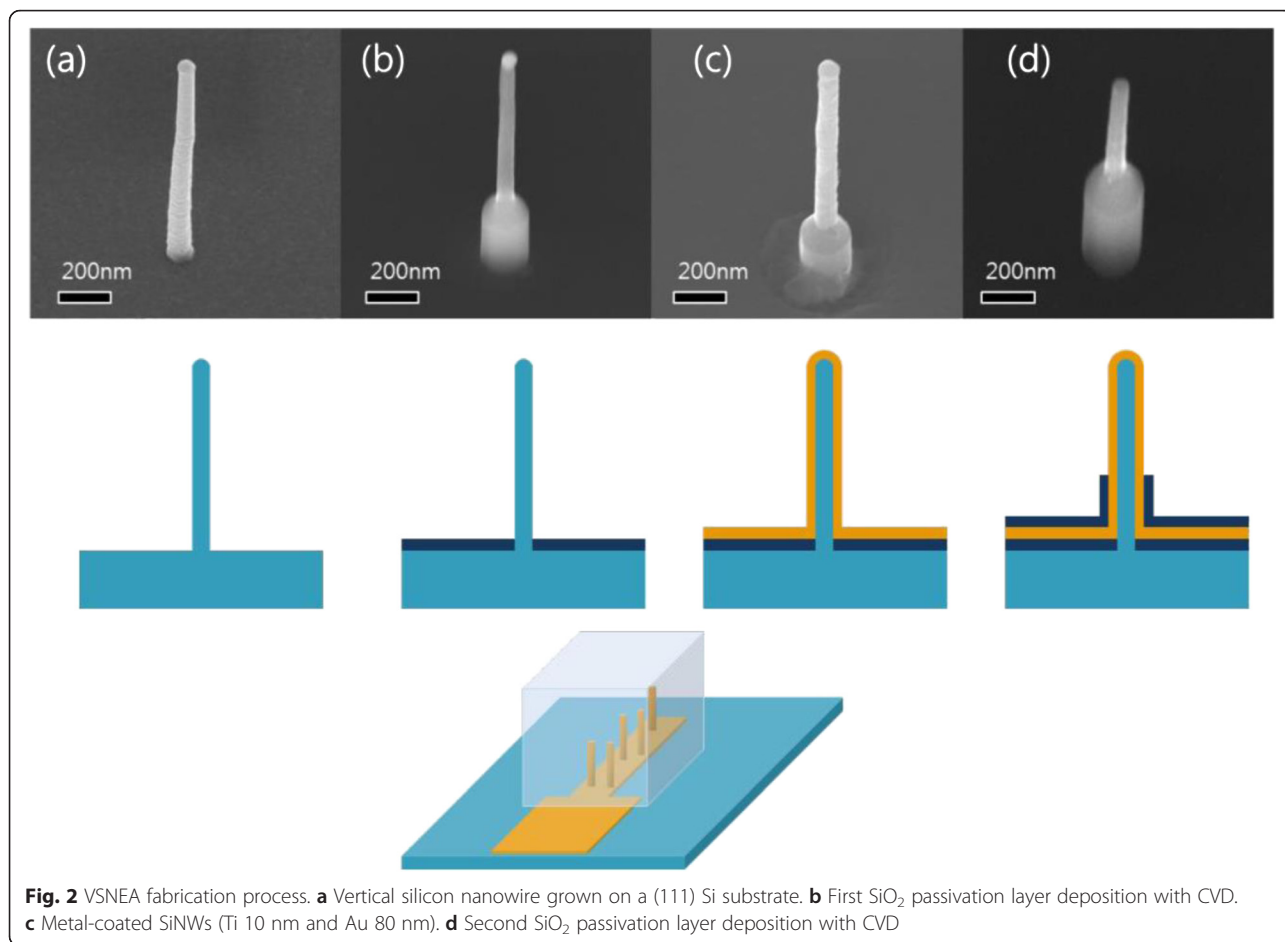 (a) (b) (c) (d)
200nm 200nm 200nm 200nm
Fig. 2 VSNEA fabrication process. a Vertical silicon nanowire grown on a (111) Si substrate. b First SiO₂ passivation layer deposition with CVD.
c Metal-coated SiNWs (Ti 10 nm and Au 80 nm). d Second SiO₂ passivation layer deposition with CVD